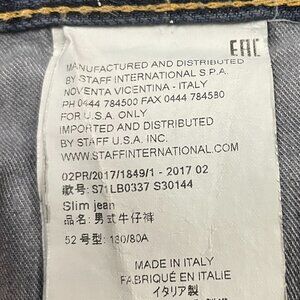 EAC
MANUFACTURED AND DISTRIBUTED
BY STAFF INTERNATIONAL S.P.A.
NOVENTA VICENTINA - ITALY
PH 0444 784500 FAX 0444 784580
FOR U.S.A. ONLY
IMPORTED AND DISTRIBUTED
BY STAFF U.S.A. INC.
WWW.STAFFINTERNATIONAL.COM
02PR/2017/1849/1 - 2017 02
款号: S71LB0337 S30144
Slim jean
品名: 男式牛仔裤
52 号型: 180/80A
MADE IN ITALY
FABRIQUÉ EN ITALIE
イタリア製